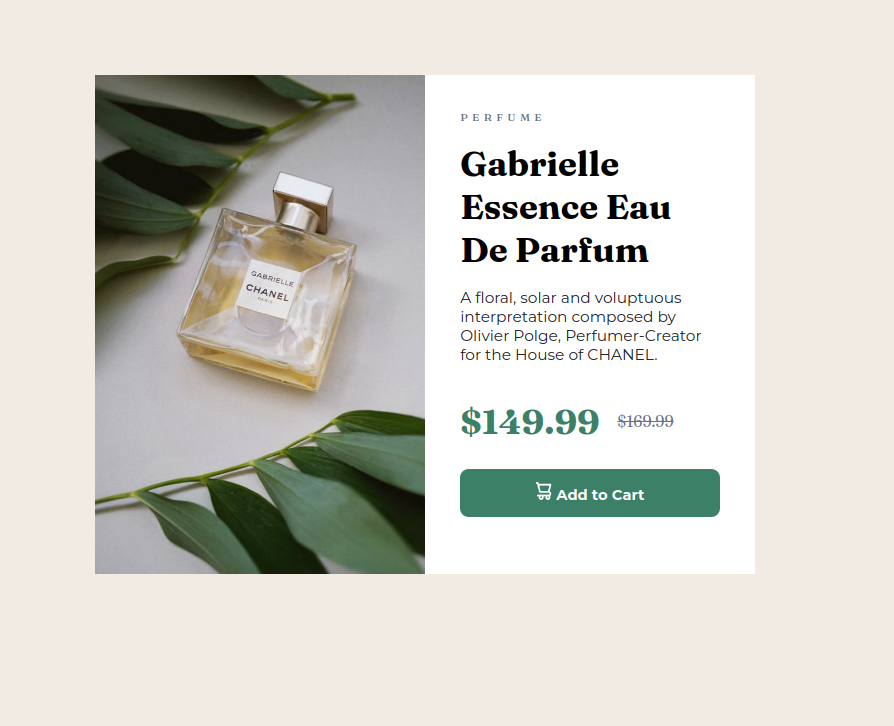 GABRIELLE
CHANEL
PARIS
PERFUME
Gabrielle
Essence Eau
De Parfum
A floral, solar and voluptuous
interpretation composed by
Olivier Polge, Perfumer-Creator
for the House of CHANEL.
$149.99 $169.99
Add to Cart